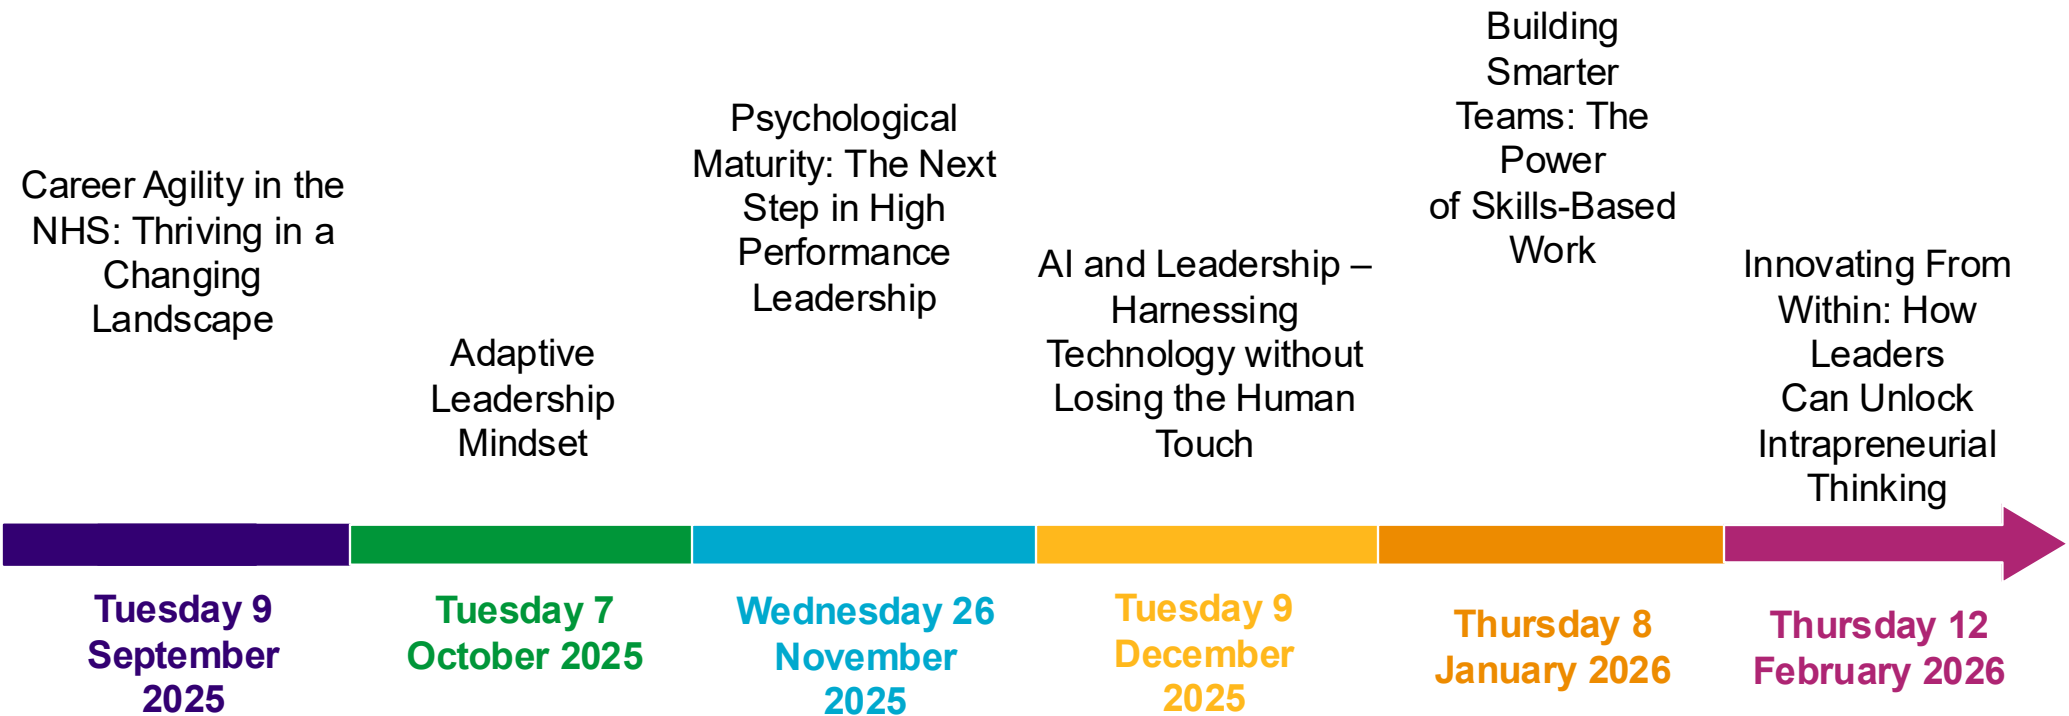 Career Agility in the
NHS: Thriving in a
Changing
Landscape
Adaptive
Leadership
Mindset
Psychological
Maturity: The Next
Step in High
Performance
Leadership
AI and Leadership –
Harnessing
Technology without
Losing the Human
Touch
Building
Smarter
Teams: The
Power
of Skills-Based
Work
Innovating From
Within: How
Leaders
Can Unlock
Intrapreneurial
Thinking
Tuesday 9
September
2025
Tuesday 7
October 2025
Wednesday 26
November
2025
Tuesday 9
December
2025
Thursday 8
January 2026
Thursday 12
February 2026